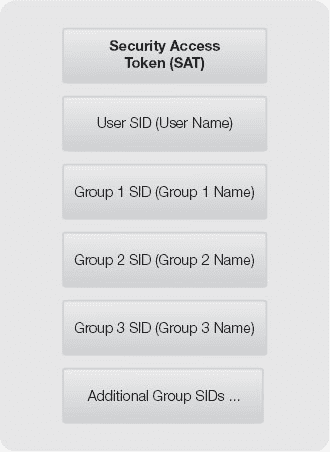 Security Access
Token (SAT)
User SID (User Name)
Group 1 SID (Group 1 Name)
Group 2 SID (Group 2 Name)
Group 3 SID (Group 3 Name)
Additional Group SIDs ...